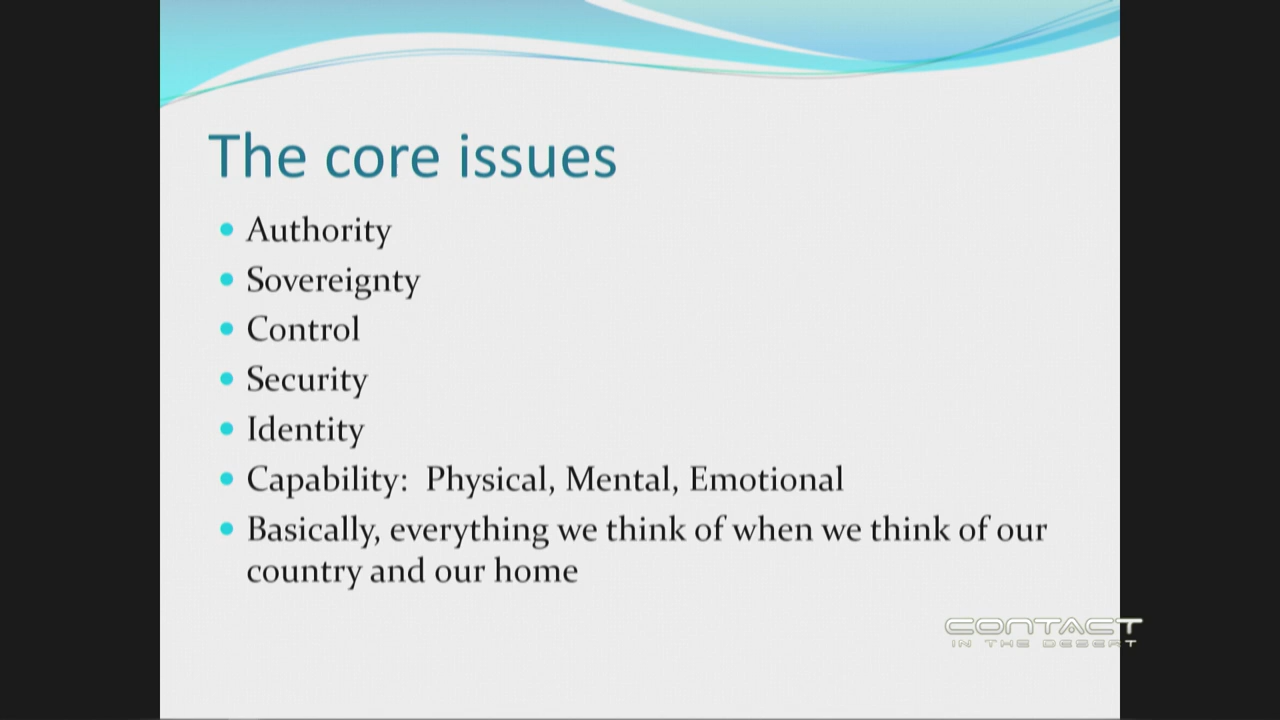 The core issues
Authority
Sovereignty
Control
Security
Identity
Capability:  Physical, Mental, Emotional
Basically, everything we think of when we think of our
country and our home
CONTACT
IN THE DESERT